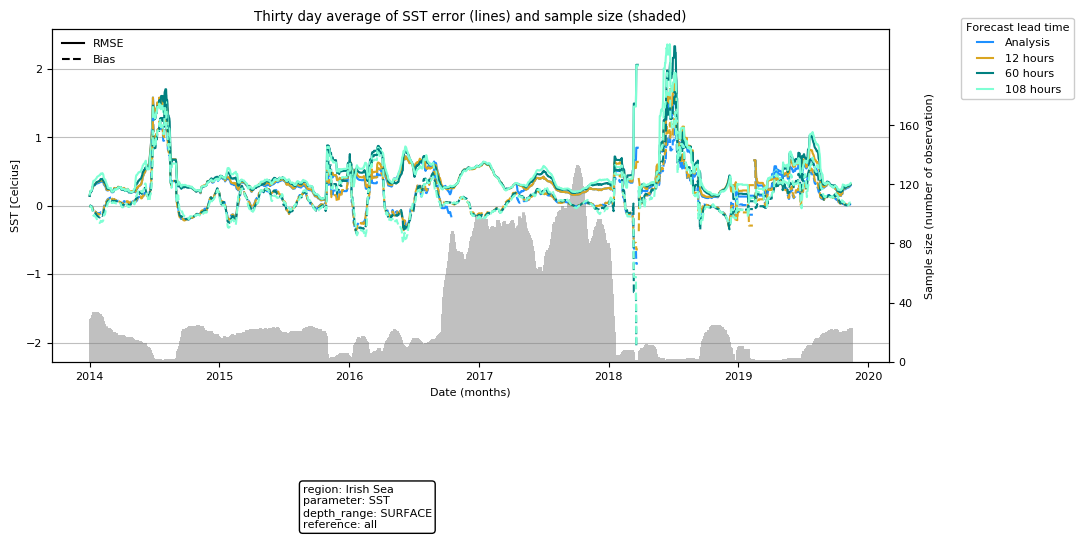 Thirty day average of SST error (lines) and sample size (shaded)
RMSE
Bias
Forecast lead time
Analysis
12 hours
60 hours
108 hours
SST [Celcius]
2
1
0
−1
−2
160
120
80
40
0
Sample size (number of observation)
2014 2015 2016 2017 2018 2019 2020
Date (months)
region: Irish Sea
parameter: SST
depth_range: SURFACE
reference: all